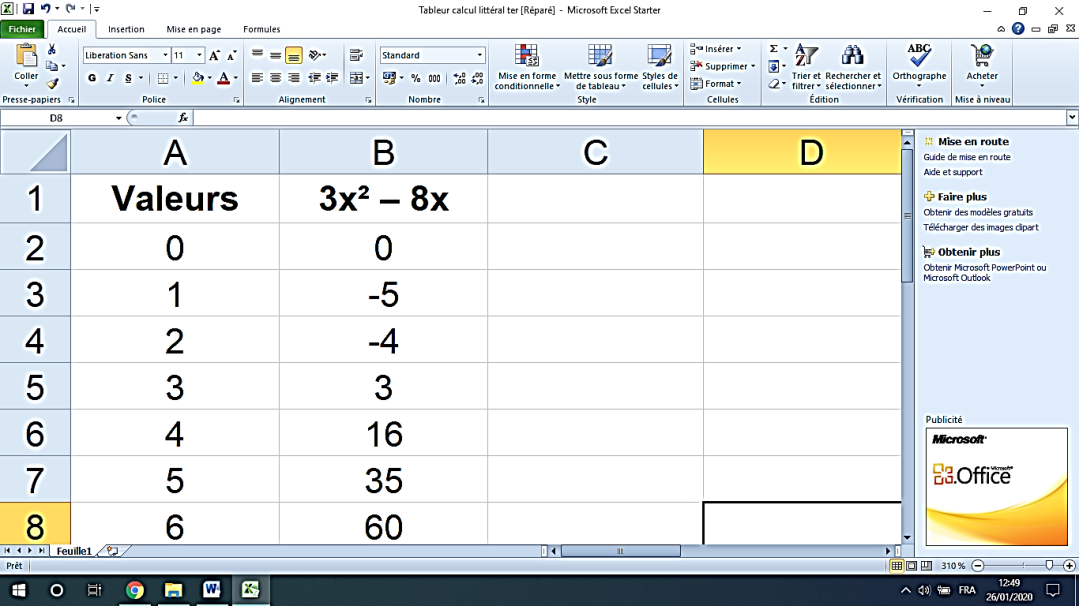 Tableur calcul littéral ter [Réparé] - Microsoft Excel Starter
Fichier Accueil Insertion Mise en page Formules
Coller
Liberation Sans 11
G I S
Standard
% 000
Mise en forme conditionnelle
Mettre sous forme de tableau
Styles de cellules
Insérer
Supprimer
Format
Trier et filtrer
Rechercher et sélectionner
ABC
Orthographe
Acheter
Presse-papiers Police Alignement Nombre Style Cellules Édition Vérification Mise à niveau
D8 fx
A B C D
1 Valeurs 3x² – 8x
2 0 0
3 1 -5
4 2 -4
5 3 3
6 4 16
7 5 35
8 6 60
Mise en route
Guide de mise en route
Aide et support
Faire plus
Obtenir des modèles gratuits
Télécharger des images clipart
Obtenir plus
Obtenir Microsoft PowerPoint ou
Microsoft Outlook
Publicité
Microsoft
Office
Feuille1
Prêt 310 %
FRA 12:49
26/01/2020